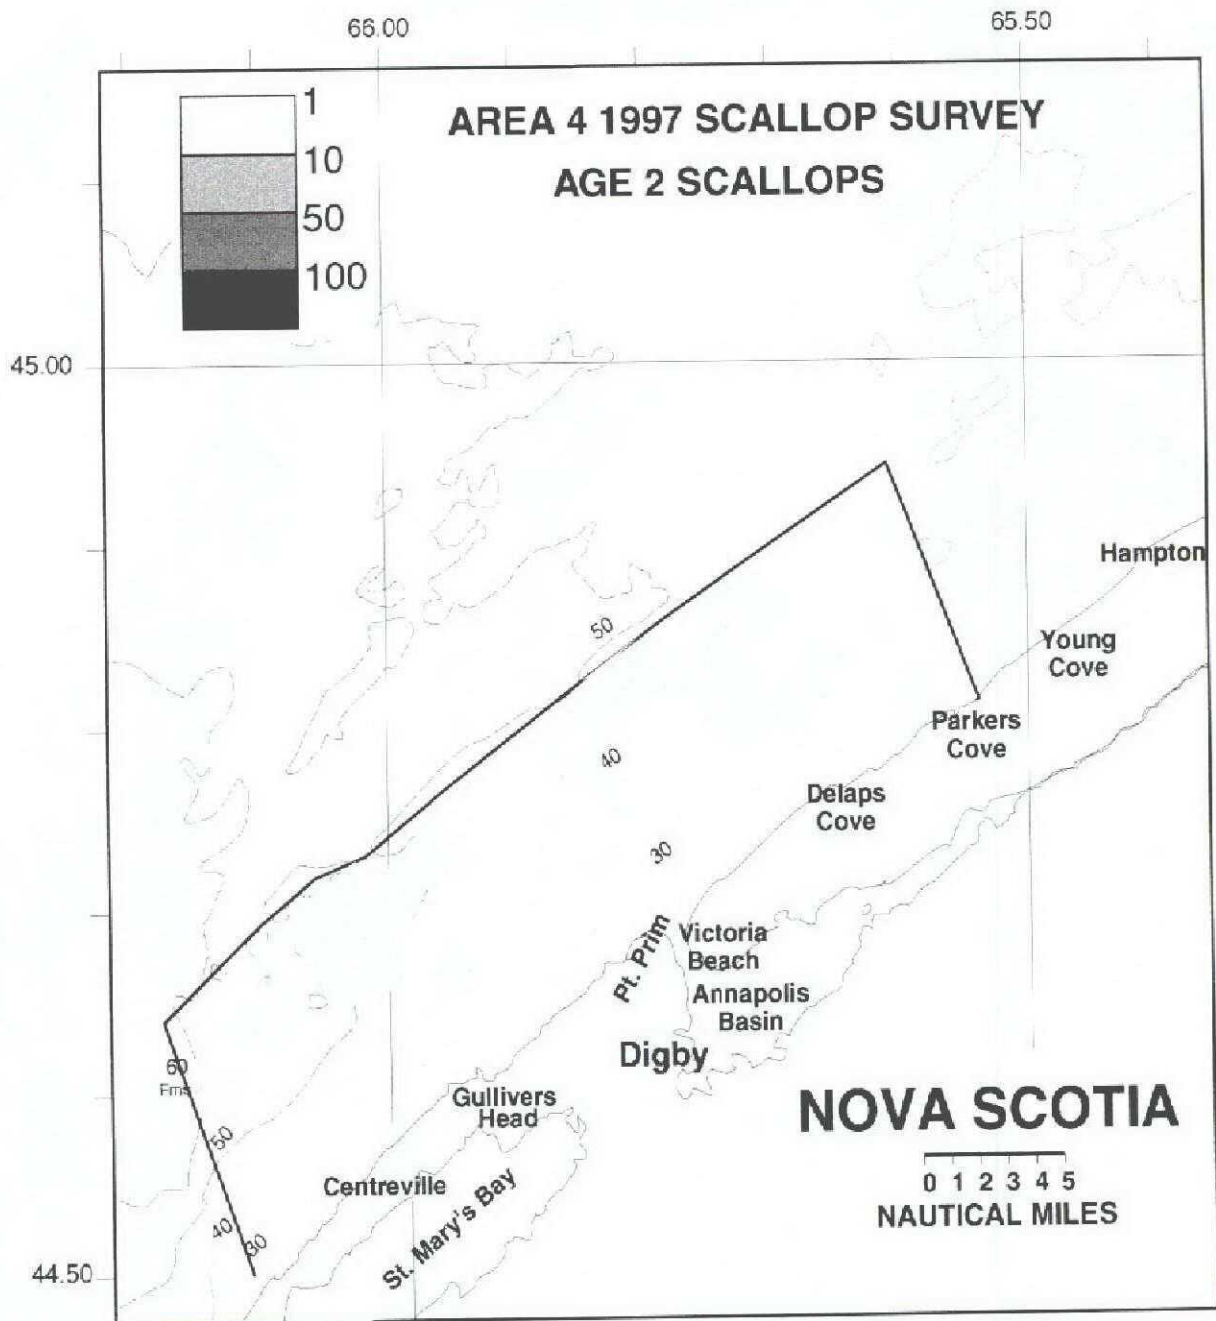 66.00
65.50
1
10
50
100
AREA 4 1997 SCALLOP SURVEY
AGE 2 SCALLOPS
45.00
Hampton
50
Young
Cove
Parkers
Cove
40
Delaps
Cove
30
Pt. Prim
Victoria
Beach
Annapolis
Basin
Digby
60
Fms
Gullivers
Head
NOVA SCOTIA
50
Centreville
St. Mary's Bay
0 1 2 3 4 5
NAUTICAL MILES
40
30
44.50